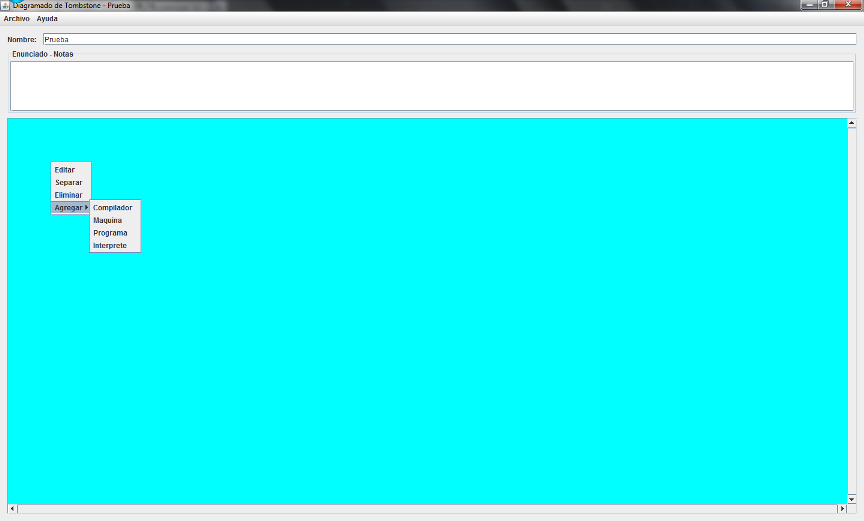 Diagramado de Tombstone - Prueba
Archivo Ayuda
Nombre: Prueba
Enunciado - Notas
Editar
Separar
Eliminar
Agregar
Compilador
Maquina
Programa
Interprete